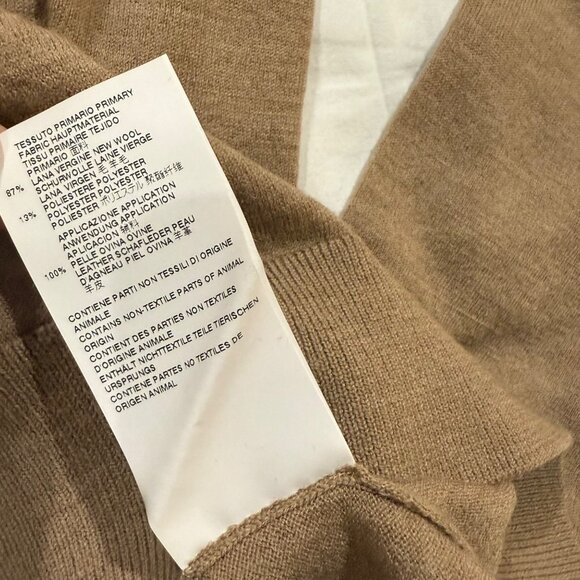 TESSUTO PRIMARIO PRIMARY
FABRIC HAUPTMATERIAL
TISSU PRIMAIRE TEJIDO
PRIMARIO 面料
87% LANA VERGINE NEW WOOL
SCHURWOLLE LAINE VIERGE
LANA VIRGEN 毛 羊毛
13% POLIESTERE POLYESTER
POLYESTER POLYESTER
POLIESTER ポリエステル 聚酯纤维
APPLICAZIONE APPLICATION
ANWENDUNG APPLICATION
APLICACION 辅料
100% PELLE OVINA OVINE
LEATHER SCHAFLEDER PEAU
D'AGNEAU PIEL OVINA 羊革
羊皮
CONTIENE PARTI NON TESSILI DI ORIGINE
ANIMALE
CONTAINS NON-TEXTILE PARTS OF ANIMAL
ORIGIN
CONTIENT DES PARTIES NON TEXTILES
D'ORIGINE ANIMALE
ENTHÄLT NICHTTEXTILE TEILE TIERISCHEN
URSPRUNGS
CONTIENE PARTES NO TEXTILES DE
ORIGEN ANIMAL